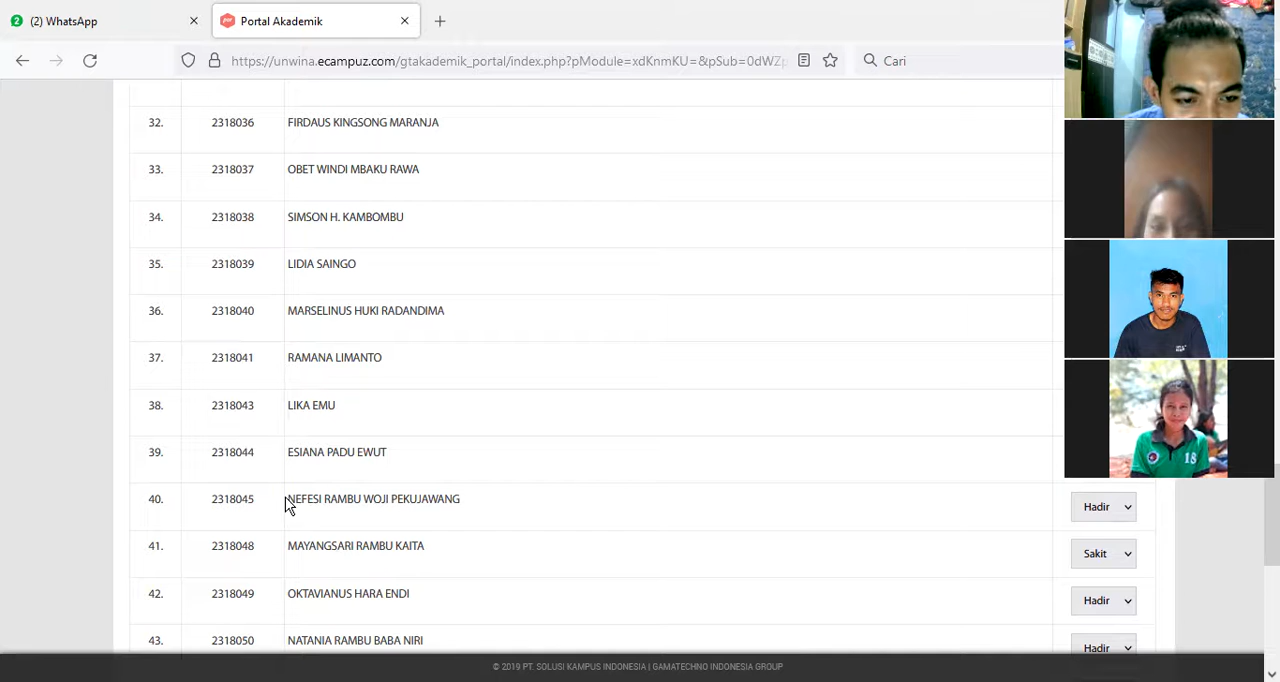 2 (2) WhatsApp
Portal Akademik
https://unwina.ecampuz.com/gtakademik_portal/index.php?pModule=xdKnmKU=&pSub=0dWZp
Cari
32. 2318036 FIRDAUS KINGSONG MARANJA
33. 2318037 OBET WINDI MBAKU RAWA
34. 2318038 SIMSON H. KAMBOMBU
35. 2318039 LIDIA SAINGO
36. 2318040 MARSELINUS HUKI RADANDIMA
37. 2318041 RAMANA LIMANTO
38. 2318043 LIKA EMU
39. 2318044 ESIANA PADU EWUT
40. 2318045 NEFESI RAMBU WOJI PEKUJAWANG Hadir
41. 2318048 MAYANGSARI RAMBU KAITA Sakit
42. 2318049 OKTAVIANUS HARA ENDI Hadir
43. 2318050 NATANIA RAMBU BABA NIRI Hadir
18
© 2019 PT. SOLUSI KAMPUS INDONESIA | GAMATECHNO INDONESIA GROUP